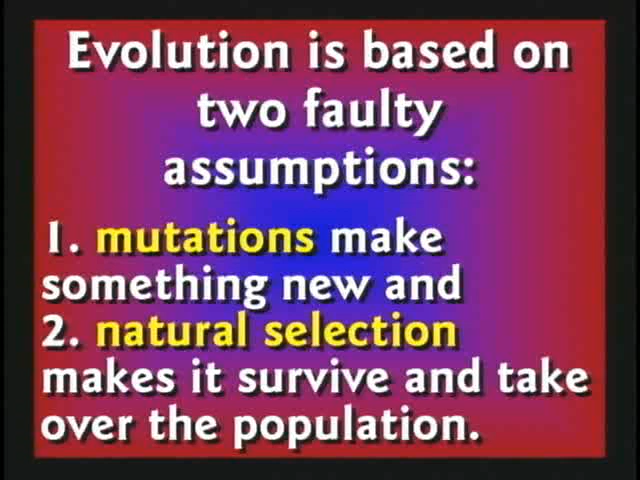 Evolution is based on
two faulty
assumptions:
1. mutations make
something new and
2. natural selection
makes it survive and take
over the population.